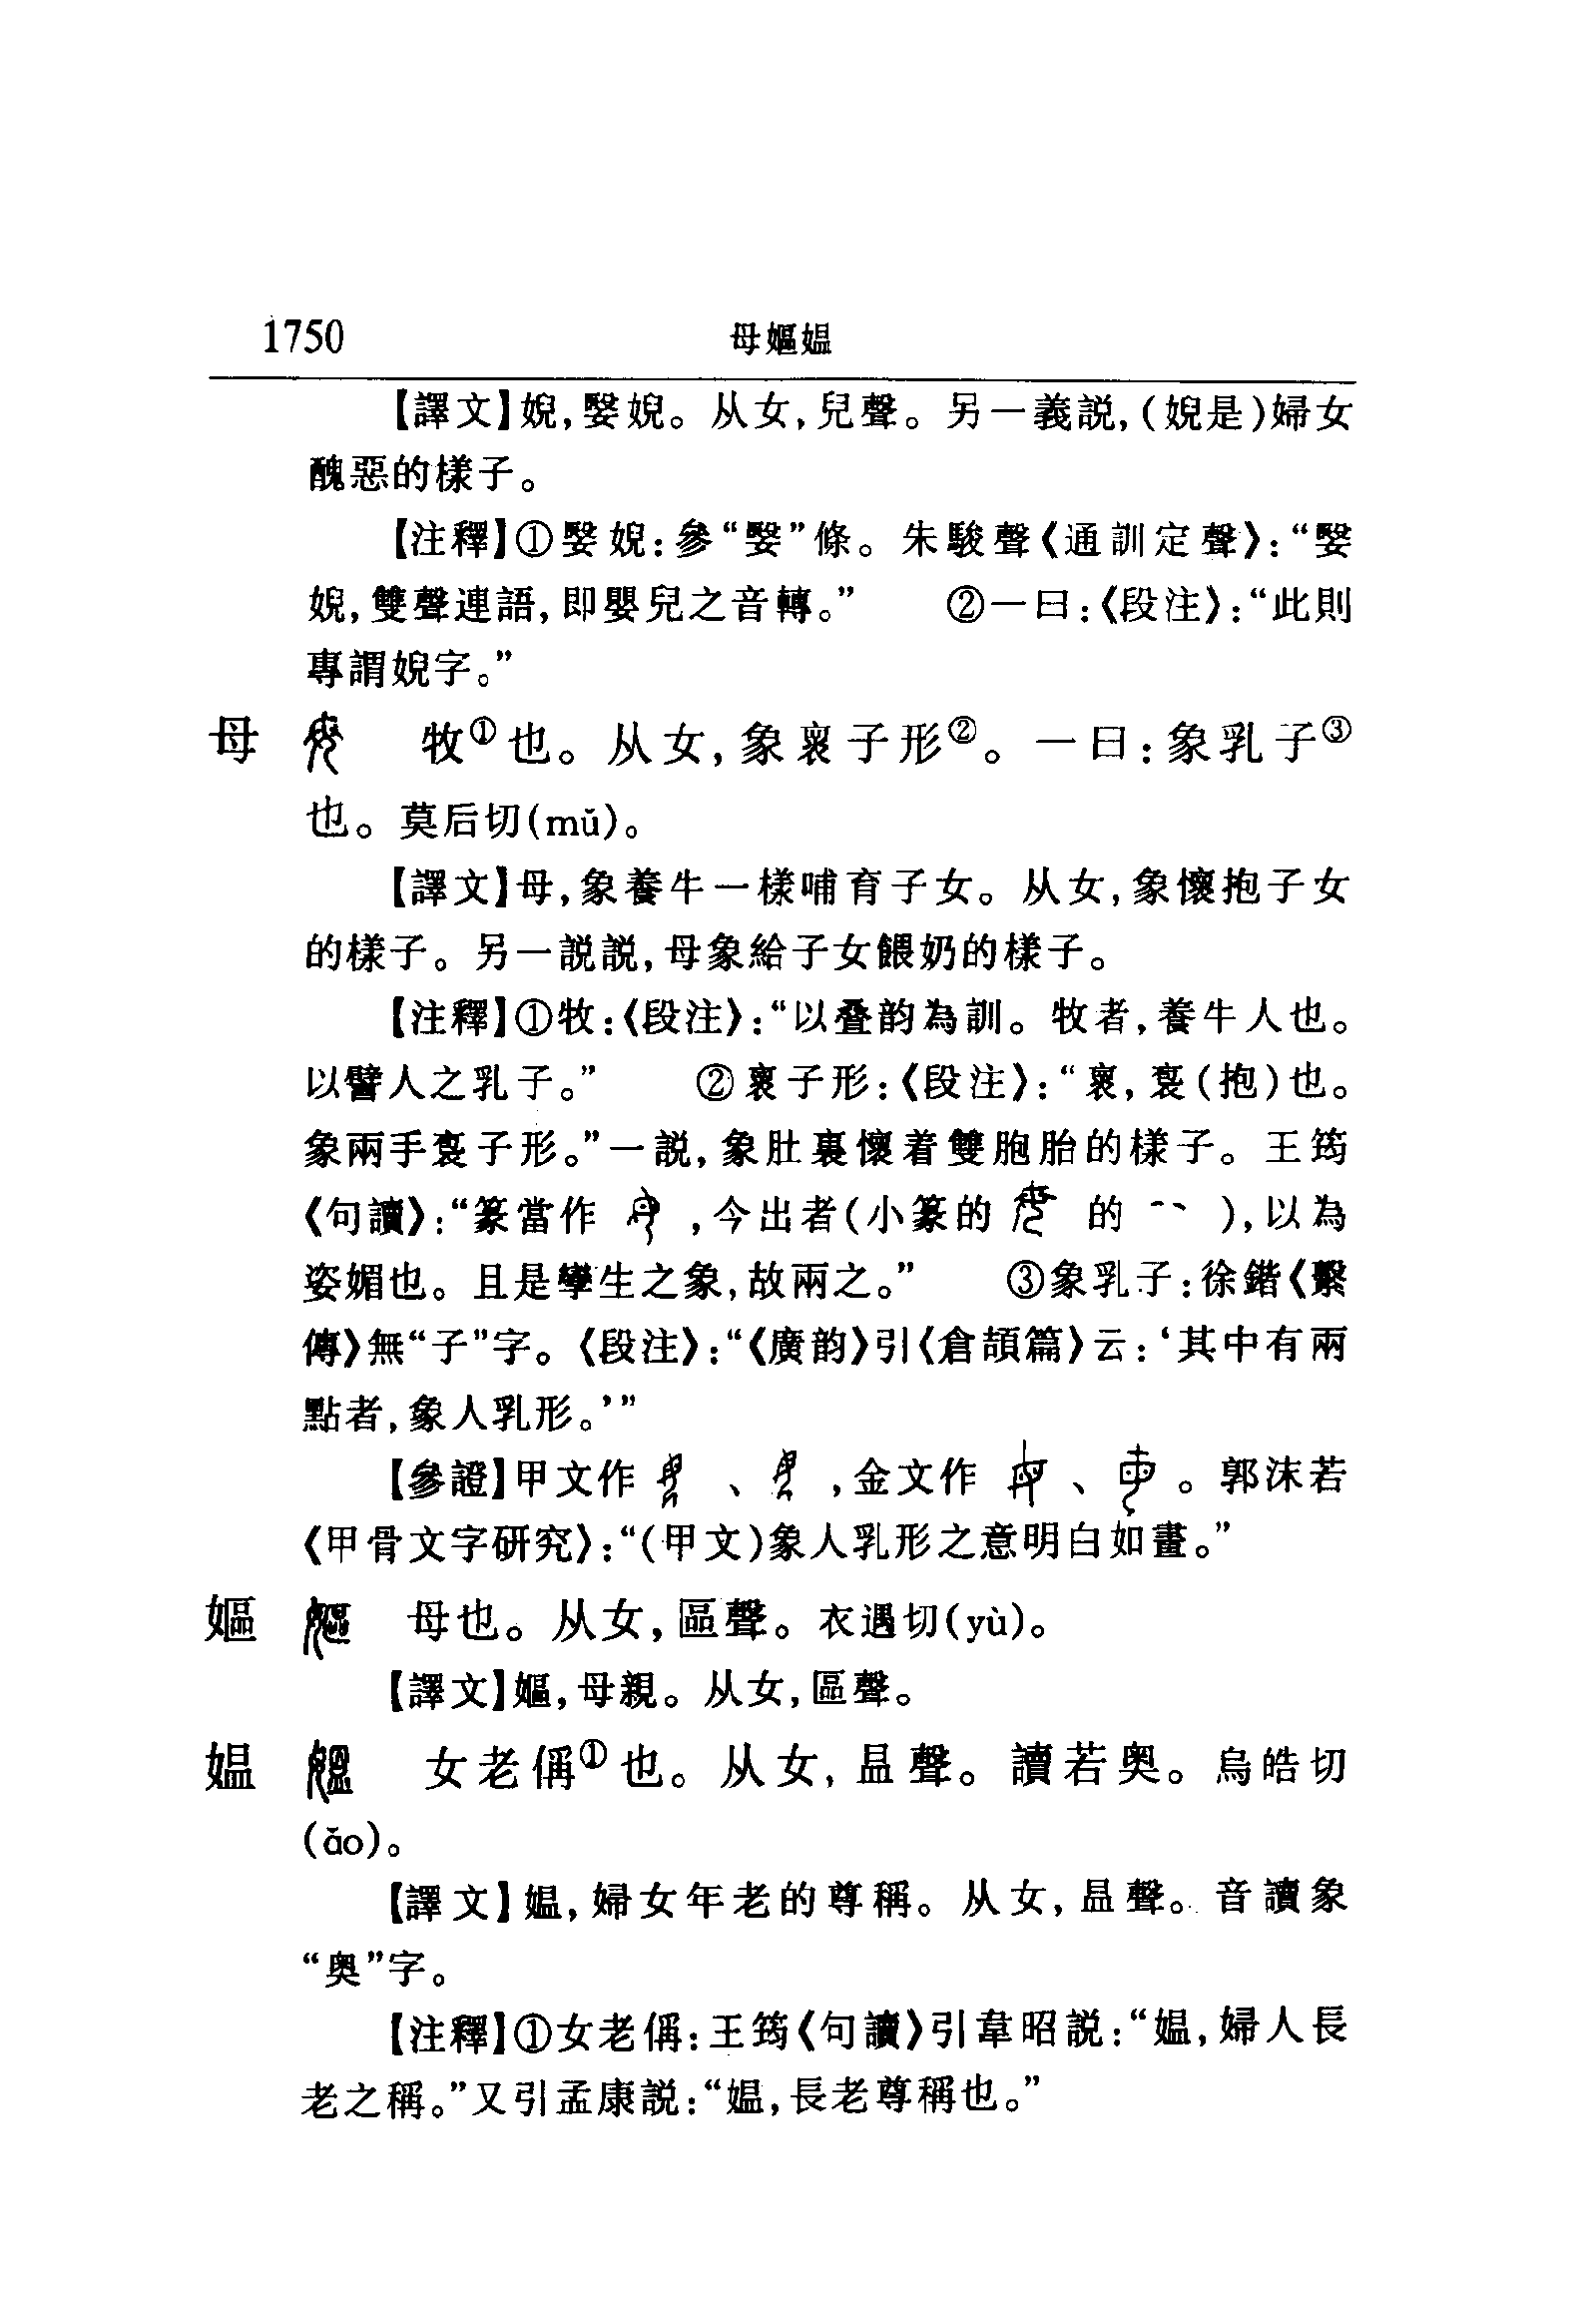 1750 母嫗媪
【譯文】婗,嫛婗。从女,兒聲。另一義説,(婗是)婦女
醜惡的樣子。
【注釋】①嫛婗:參“嫛”條。朱駿聲《通訓定聲》:“嫛
婗,雙聲連語,即嬰兒之音轉。” ②一曰:《段注》:“此則
專謂婗字。”
母 牧①也。从女,象褱子形②。一曰:象乳子③
也。莫后切(mǔ)。
【譯文】母,象養牛一樣哺育子女。从女,象懷抱子女
的樣子。另一説説,母象給子女餵奶的樣子。
【注釋】①牧:《段注》:“以叠韵為訓。牧者,養牛人也。
以譬人之乳子。” ②褱子形:《段注》:“褱,褢(抱)也。
象兩手褢子形。”一説,象肚裏懷着雙胞胎的樣子。王筠
《句讀》:“篆當作 ,今出者(小篆的 的 ),以為
姿媚也。且是孿生之象,故兩之。” ③象乳子:徐鍇《繫
傳》無“子”字。《段注》:“《廣韵》引《倉頡篇》云:‘其中有兩
點者,象人乳形。’”
【參證】甲文作 、 ,金文作 、 。郭沫若
《甲骨文字研究》:“(甲文)象人乳形之意明白如畫。”
嫗 母也。从女,區聲。衣遇切(yù)。
【譯文】嫗,母親。从女,區聲。
媪 女老偁①也。从女,昷聲。讀若奥。烏皓切
(ǎo)。
【譯文】媪,婦女年老的尊稱。从女,昷聲。音讀象
“奥”字。
【注釋】①女老偁:王筠《句讀》引韋昭説:“媪,婦人長
老之稱。”又引孟康説:“媪,長老尊稱也。”